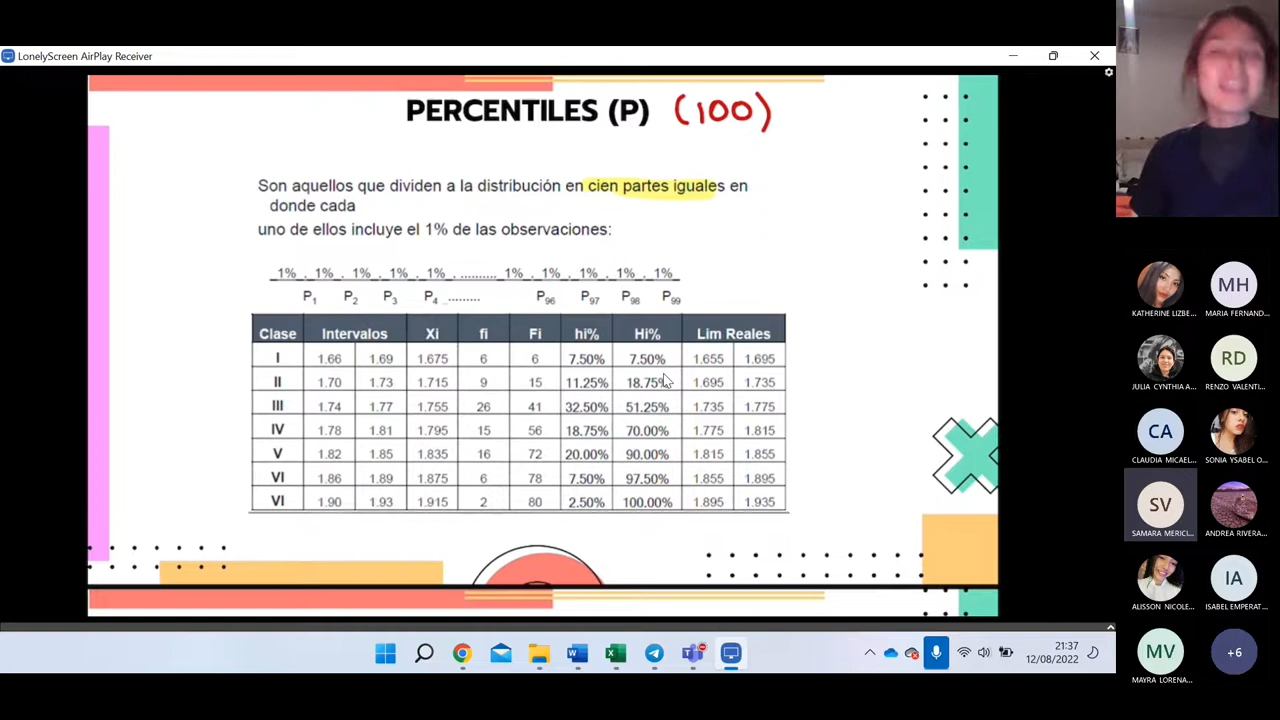 LonelyScreen AirPlay Receiver
PERCENTILES (P) (100)
Son aquellos que dividen a la distribución en cien partes iguales en
donde cada
uno de ellos incluye el 1% de las observaciones:
1% . 1% . 1% . 1% . 1% . .......... 1% . 1% . 1% . 1% . 1%
P1 P2 P3 P4 ......... P96 P97 P98 P99
Clase Intervalos Xi fi Fi hi% Hi% Lim Reales
I 1.66 1.69 1.675 6 6 7.50% 7.50% 1.655 1.695
II 1.70 1.73 1.715 9 15 11.25% 18.75% 1.695 1.735
III 1.74 1.77 1.755 26 41 32.50% 51.25% 1.735 1.775
IV 1.78 1.81 1.795 15 56 18.75% 70.00% 1.775 1.815
V 1.82 1.85 1.835 16 72 20.00% 90.00% 1.815 1.855
VI 1.86 1.89 1.875 6 78 7.50% 97.50% 1.855 1.895
VI 1.90 1.93 1.915 2 80 2.50% 100.00% 1.895 1.935
21:37
12/08/2022
KATHERINE LIZBE...
MH
MARIA FERNAND...
JULIA CYNTHIA A...
RD
RENZO VALENTI...
CA
CLAUDIA MICAEL...
SONIA YSABEL O...
SV
SAMARA MERICI...
ANDREA RIVERA...
ALISSON NICOLE...
IA
ISABEL EMPERAT...
MV
MAYRA LORENA...
+6